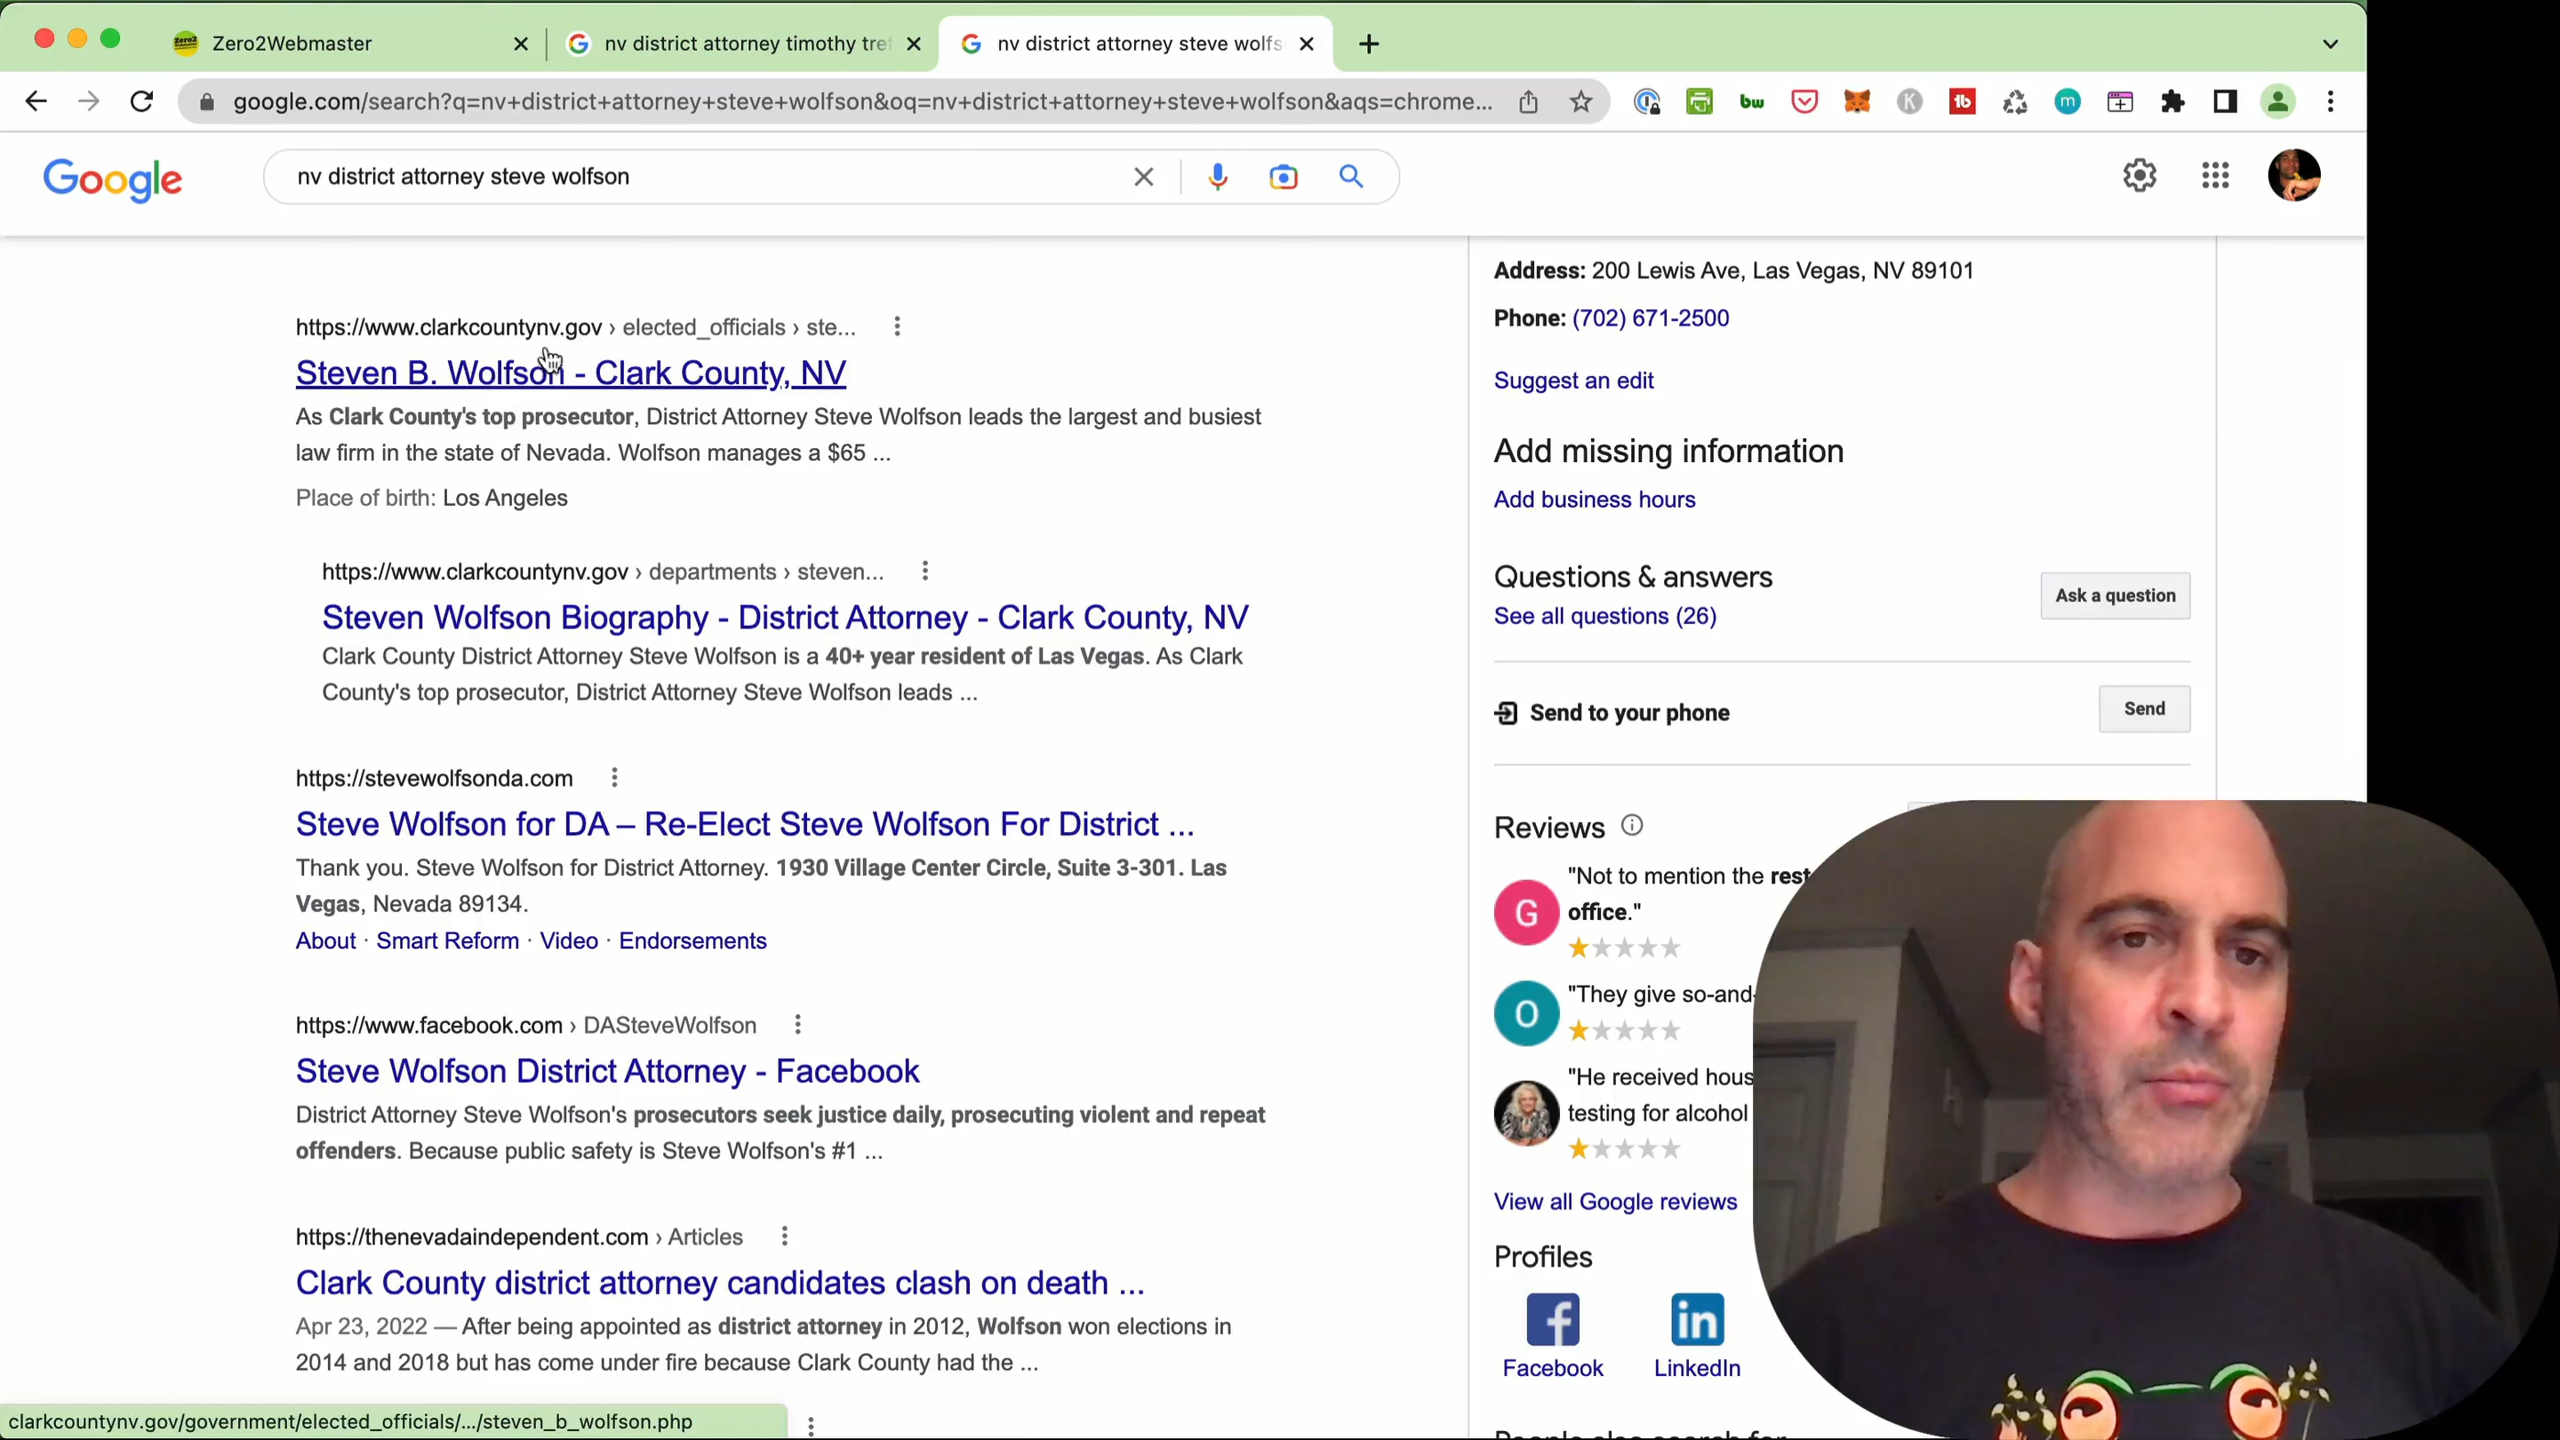 Zero2Webmaster
nv district attorney timothy tref
nv district attorney steve wolfs
google.com/search?q=nv+district+attorney+steve+wolfson&oq=nv+district+attorney+steve+wolfson&aqs=chrome...
Google
nv district attorney steve wolfson
https://www.clarkcountynv.gov › elected_officials › ste...
Steven B. Wolfson - Clark County, NV
As Clark County's top prosecutor, District Attorney Steve Wolfson leads the largest and busiest
law firm in the state of Nevada. Wolfson manages a $65 ...
Place of birth: Los Angeles
https://www.clarkcountynv.gov › departments › steven...
Steven Wolfson Biography - District Attorney - Clark County, NV
Clark County District Attorney Steve Wolfson is a 40+ year resident of Las Vegas. As Clark
County's top prosecutor, District Attorney Steve Wolfson leads ...
https://stevewolfsonda.com
Steve Wolfson for DA – Re-Elect Steve Wolfson For District ...
Thank you. Steve Wolfson for District Attorney. 1930 Village Center Circle, Suite 3-301. Las
Vegas, Nevada 89134.
About · Smart Reform · Video · Endorsements
https://www.facebook.com › DASteveWolfson
Steve Wolfson District Attorney - Facebook
District Attorney Steve Wolfson's prosecutors seek justice daily, prosecuting violent and repeat
offenders. Because public safety is Steve Wolfson's #1 ...
https://thenevadaindependent.com › Articles
Clark County district attorney candidates clash on death ...
Apr 23, 2022 — After being appointed as district attorney in 2012, Wolfson won elections in
2014 and 2018 but has come under fire because Clark County had the ...
clarkcountynv.gov/government/elected_officials/.../steven_b_wolfson.php
Address: 200 Lewis Ave, Las Vegas, NV 89101
Phone: (702) 671-2500
Suggest an edit
Add missing information
Add business hours
Questions & answers
See all questions (26)
Ask a question
Send to your phone
Send
Reviews
G
"Not to mention the rest
office."
O
"They give so-and-
"He received hous
testing for alcohol
View all Google reviews
Profiles
Facebook
LinkedIn